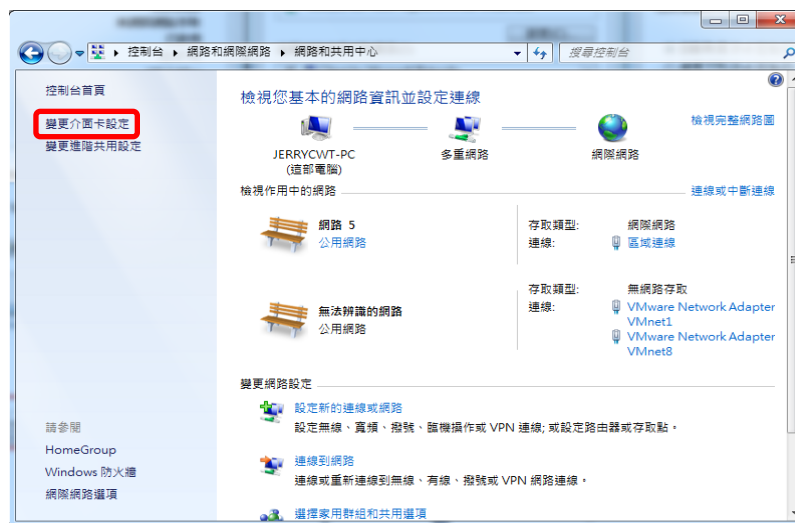 控制台 ▸ 網路和網際網路 ▸ 網路和共用中心
搜尋控制台
控制台首頁
變更介面卡設定
變更進階共用設定
檢視您基本的網路資訊並設定連線
檢視完整網路圖
JERRYCWT-PC
(這部電腦)
多重網路
網際網路
檢視作用中的網路
連線或中斷連線
網路 5
公用網路
存取類型: 網際網路
連線: 區域連線
無法辨識的網路
公用網路
存取類型: 無網路存取
連線: VMware Network Adapter
VMnet1
VMware Network Adapter
VMnet8
變更網路設定
設定新的連線或網路
設定無線、寬頻、撥號、臨機操作或 VPN 連線; 或設定路由器或存取點。
連線到網路
連線或重新連線到無線、有線、撥號或 VPN 網路連線。
選擇家用群組和共用選項
請參閱
HomeGroup
Windows 防火牆
網際網路選項